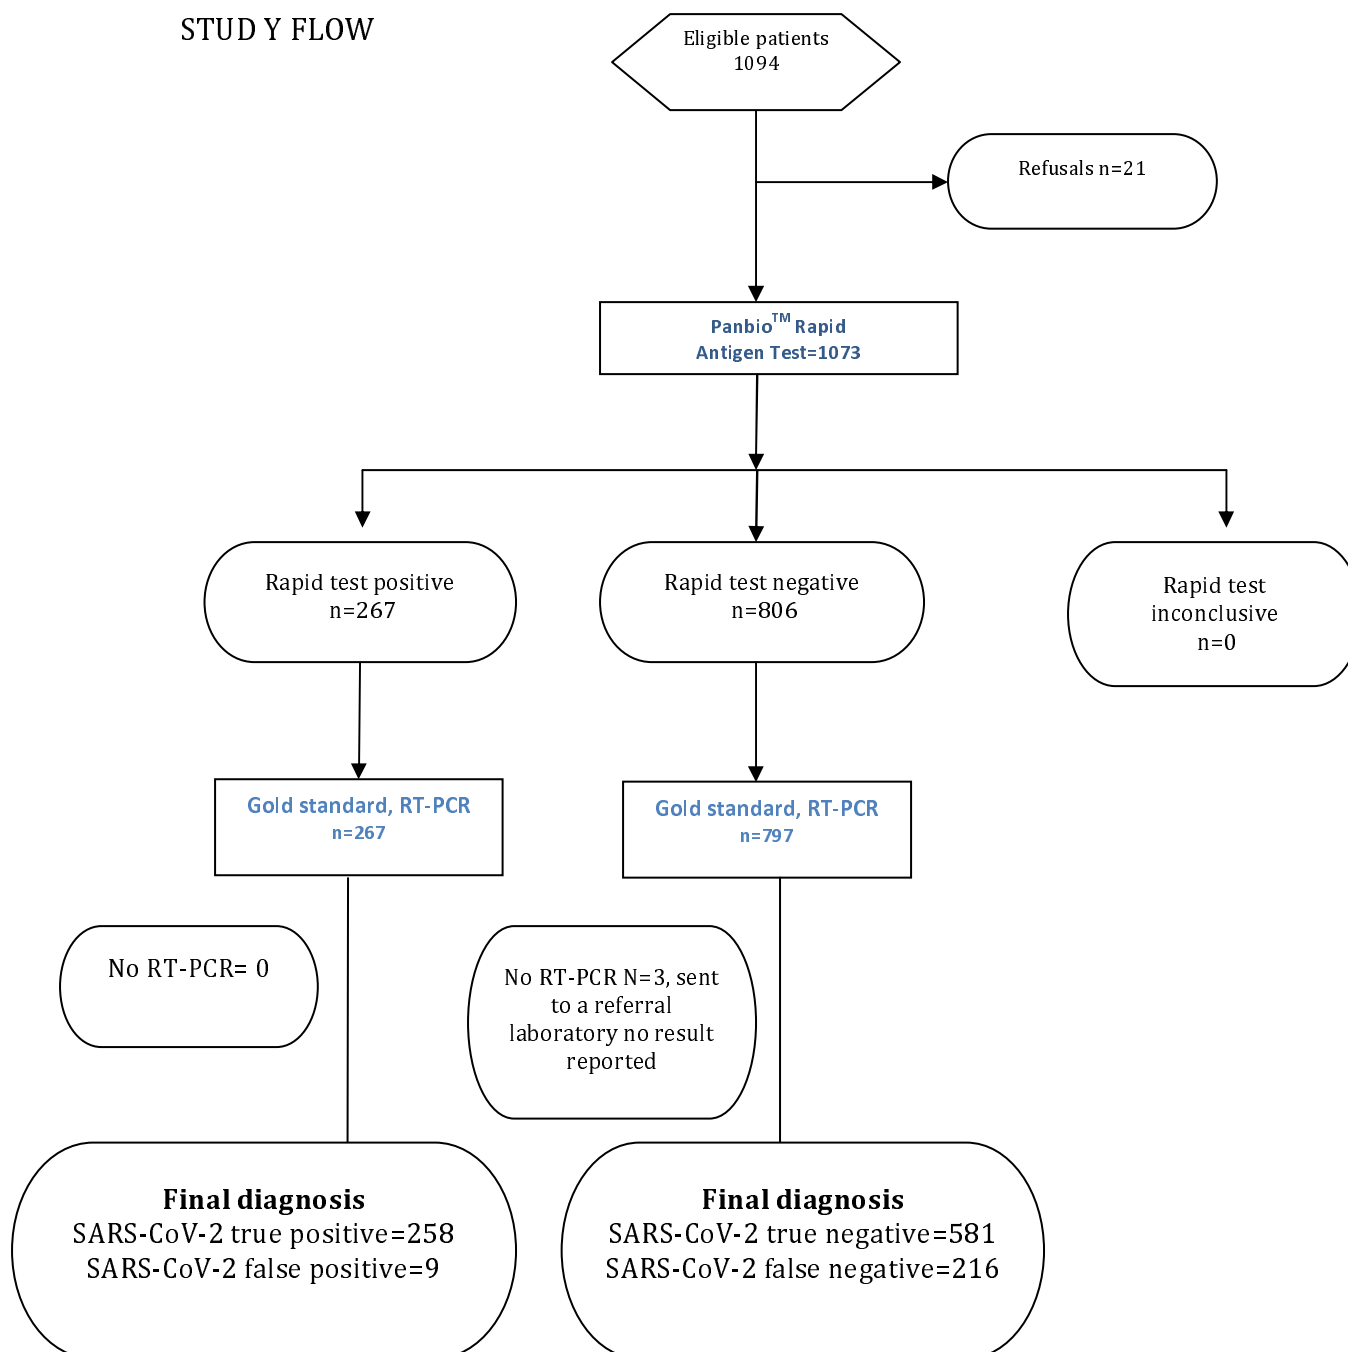 STUD Y FLOW
Eligible patients
1094
Refusals n=21
Panbio™ Rapid
Antigen Test=1073
Rapid test positive
n=267
Rapid test negative
n=806
Rapid test
inconclusive
n=0
Gold standard, RT-PCR
n=267
Gold standard, RT-PCR
n=797
No RT-PCR= 0
No RT-PCR N=3, sent
to a referral
laboratory no result
reported
Final diagnosis
SARS-CoV-2 true positive=258
SARS-CoV-2 false positive=9
Final diagnosis
SARS-CoV-2 true negative=581
SARS-CoV-2 false negative=216